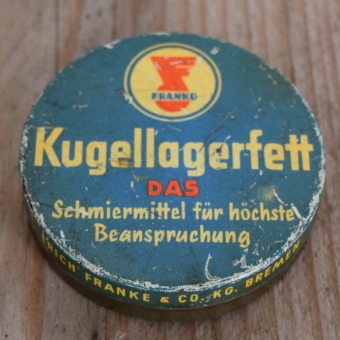 FRANKO
Kugellagerfett
DAS
Schmiermittel für höchste
Beanspruchung
FRANKE & CO. KG. BREMEN